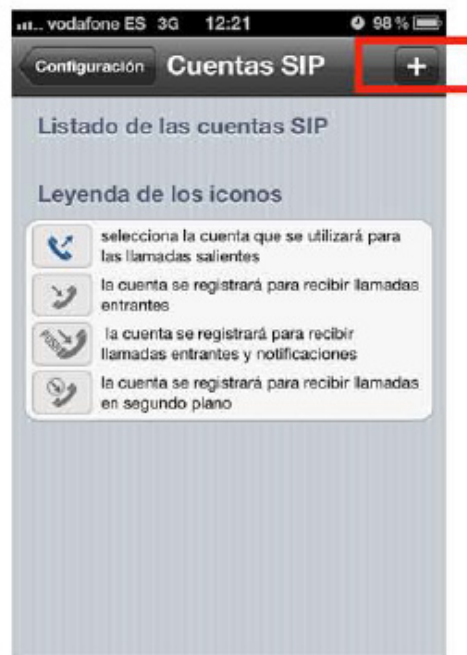 vodafone ES 3G 12:21 98 %
Configuración Cuentas SIP +
Listado de las cuentas SIP
Leyenda de los iconos
selecciona la cuenta que se utilizará para
las llamadas salientes
la cuenta se registrará para recibir llamadas
entrantes
PUSH
la cuenta se registrará para recibir
llamadas entrantes y notificaciones
la cuenta se registrará para recibir llamadas
en segundo plano